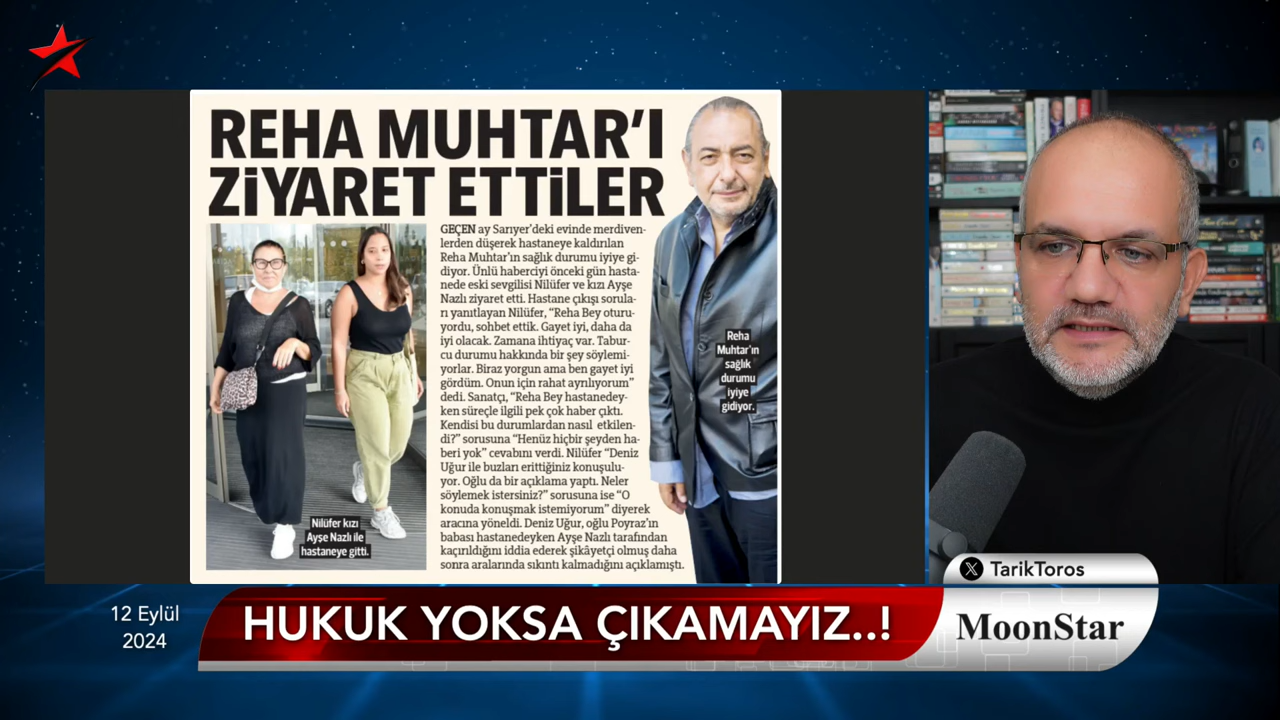 REHA MUHTAR'I
ZİYARET ETTİLER
GEÇEN ay Sarıyer'deki evinde merdiven-
lerden düşerek hastaneye kaldırılan
Reha Muhtar'ın sağlık durumu iyiye gi-
diyor. Ünlü haberciyi önceki gün hasta-
nede eski sevgilisi Nilüfer ve kızı Ayşe
Nazlı ziyaret etti. Hastane çıkışı sorula-
rı yanıtlayan Nilüfer, "Reha Bey oturu-
yordu, sohbet ettik. Gayet iyi, daha da
iyi olacak. Zamana ihtiyaç var. Tabur-
cu durumu hakkında bir şey söylemi-
yorlar. Biraz yorgun ama ben gayet iyi
gördüm. Onun için rahat ayrılıyorum"
dedi. Sanatçı, "Reha Bey hastanedey-
ken süreçle ilgili pek çok haber çıktı.
Kendisi bu durumlardan nasıl etkilen-
di?" sorusuna "Henüz hiçbir şeyden ha-
beri yok" cevabını verdi. Nilüfer "Deniz
Uğur ile buzları erittiğiniz konuşulu-
yor. Oğlu da bir açıklama yaptı. Neler
söylemek istersiniz?" sorusuna ise "O
konuda konuşmak istemiyorum" diyerek
aracına yöneldi. Deniz Uğur, oğlu Poyraz'ın
babası hastanedeyken Ayşe Nazlı tarafından
kaçırıldığını iddia ederek şikâyetçi olmuş daha
sonra aralarında sıkıntı kalmadığını açıklamıştı.
Nilüfer kızı
Ayşe Nazlı ile
hastaneye gitti.
Reha
Muhtar'ın
sağlık
durumu
iyiye
gidiyor.
TarikToros
12 Eylül
2024
HUKUK YOKSA ÇIKAMAYIZ..!
MoonStar